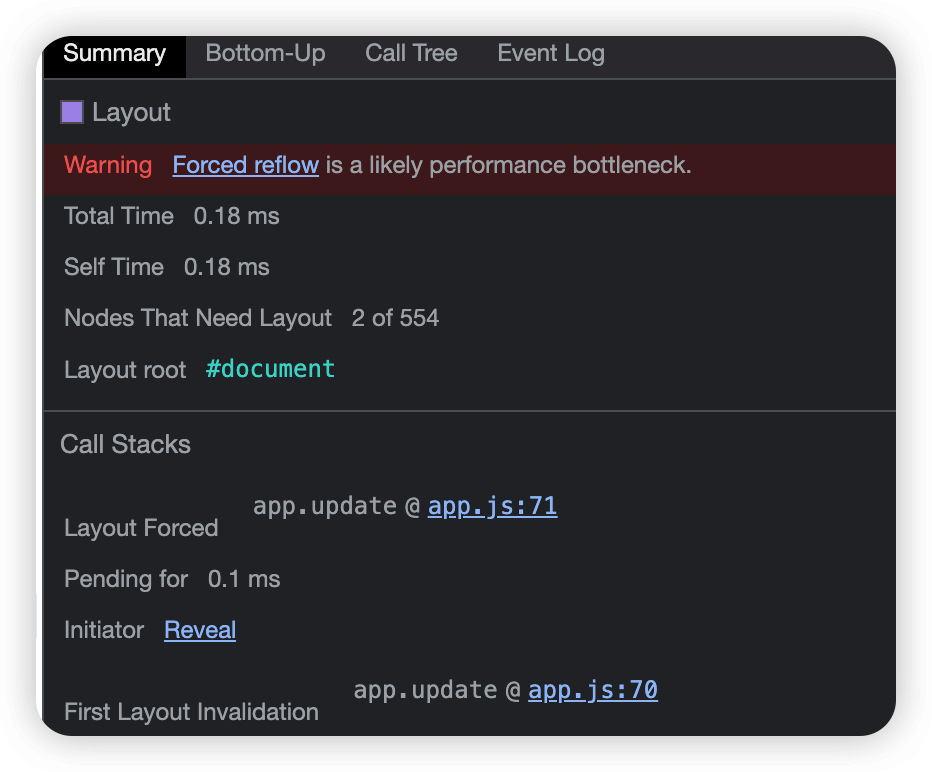 Summary Bottom-Up Call Tree Event Log
Layout
Warning Forced reflow is a likely performance bottleneck.
Total Time 0.18 ms
Self Time 0.18 ms
Nodes That Need Layout 2 of 554
Layout root #document
Call Stacks
app.update @ app.js:71
Layout Forced
Pending for 0.1 ms
Initiator Reveal
app.update @ app.js:70
First Layout Invalidation